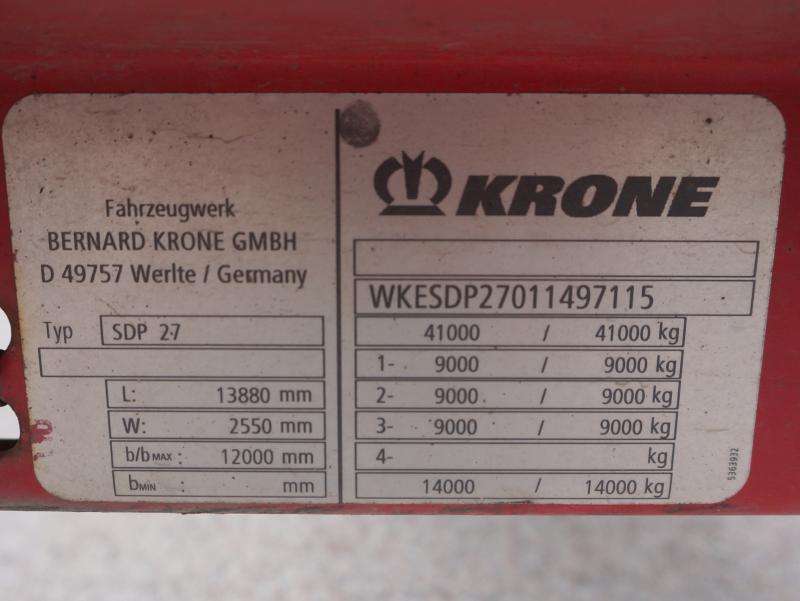 Fahrzeugwerk
BERNARD KRONE GMBH
D 49757 Werlte / Germany
Typ SDP 27
L: 13880 mm
W: 2550 mm
b/bMAX : 12000 mm
bMIN : mm
KRONE
WKESDP27011497115
41000 / 41000 kg
1- 9000 / 9000 kg
2- 9000 / 9000 kg
3- 9000 / 9000 kg
4- kg
14000 / 14000 kg
5363932